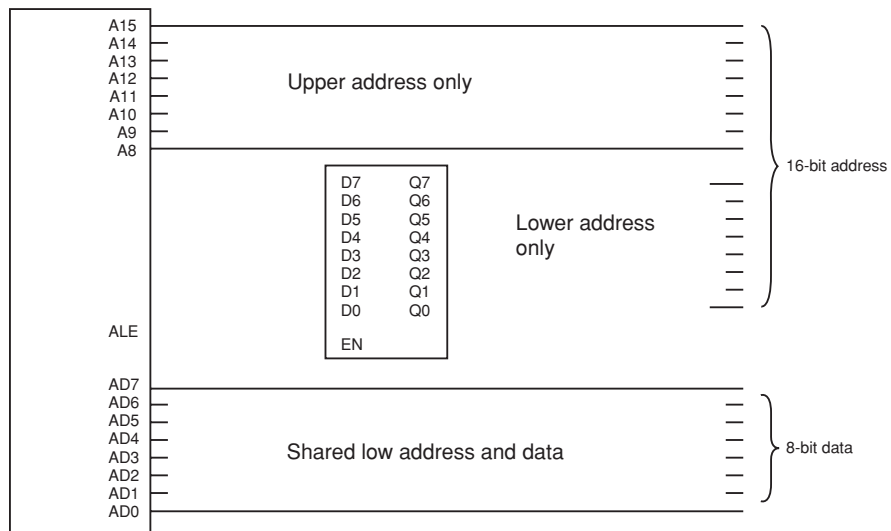 A15
A14
A13
A12
A11
A10
A9
A8
Upper address only
16-bit address
D7 Q7
D6 Q6
D5 Q5
D4 Q4
D3 Q3
D2 Q2
D1 Q1
D0 Q0
EN
Lower address
only
ALE
AD7
AD6
AD5
AD4
AD3
AD2
AD1
AD0
Shared low address and data
8-bit data